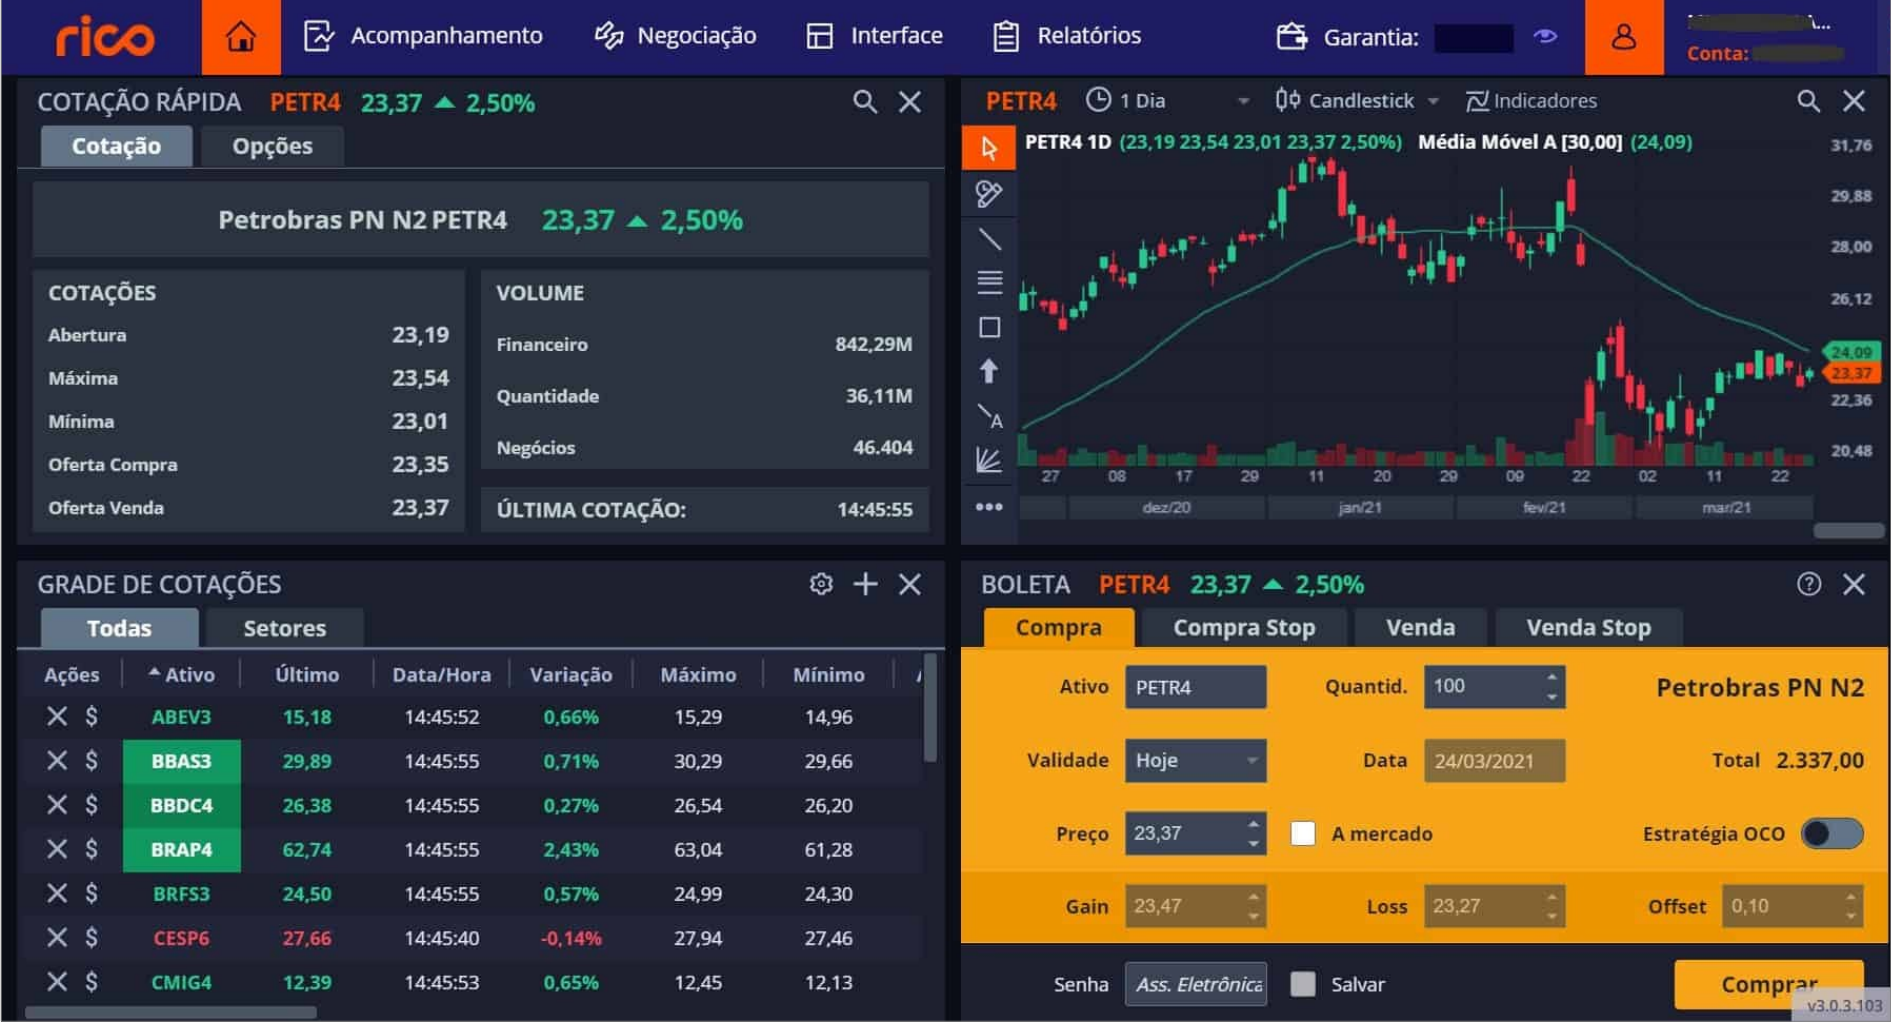 rico
Acompanhamento
Negociação
Interface
Relatórios
Garantia:
Conta:
COTAÇÃO RÁPIDA PETR4 23,37 ▲ 2,50%
Cotação Opções
Petrobras PN N2 PETR4 23,37 ▲ 2,50%
COTAÇÕES
Abertura 23,19
Máxima 23,54
Mínima 23,01
Oferta Compra 23,35
Oferta Venda 23,37
VOLUME
Financeiro 842,29M
Quantidade 36,11M
Negócios 46.404
ÚLTIMA COTAÇÃO: 14:45:55
PETR4 1 Dia Candlestick Indicadores
PETR4 1D (23,19 23,54 23,01 23,37 2,50%) Média Móvel A [30,00] (24,09)
31,76
29,88
28,00
26,12
24,09
23,37
22,36
20,48
A
27 08 17 29 11 20 29 09 22 02 11 22
dez/20 jan/21 fev/21 mar/21
GRADE DE COTAÇÕES
Todas Setores
Ações Ativo Último Data/Hora Variação Máximo Mínimo
$ ABEV3 15,18 14:45:52 0,66% 15,29 14,96
$ BBAS3 29,89 14:45:55 0,71% 30,29 29,66
$ BBDC4 26,38 14:45:55 0,27% 26,54 26,20
$ BRAP4 62,74 14:45:55 2,43% 63,04 61,28
$ BRFS3 24,50 14:45:55 0,57% 24,99 24,30
$ CESP6 27,66 14:45:40 -0,14% 27,94 27,46
$ CMIG4 12,39 14:45:53 0,65% 12,45 12,13
BOLETA PETR4 23,37 ▲ 2,50%
Compra Compra Stop Venda Venda Stop
Ativo PETR4 Quantid. 100 Petrobras PN N2
Validade Hoje Data 24/03/2021 Total 2.337,00
Preço 23,37 A mercado Estratégia OCO
Gain 23,47 Loss 23,27 Offset 0,10
Senha Ass. Eletrônica Salvar Comprar
v3.0.3.103